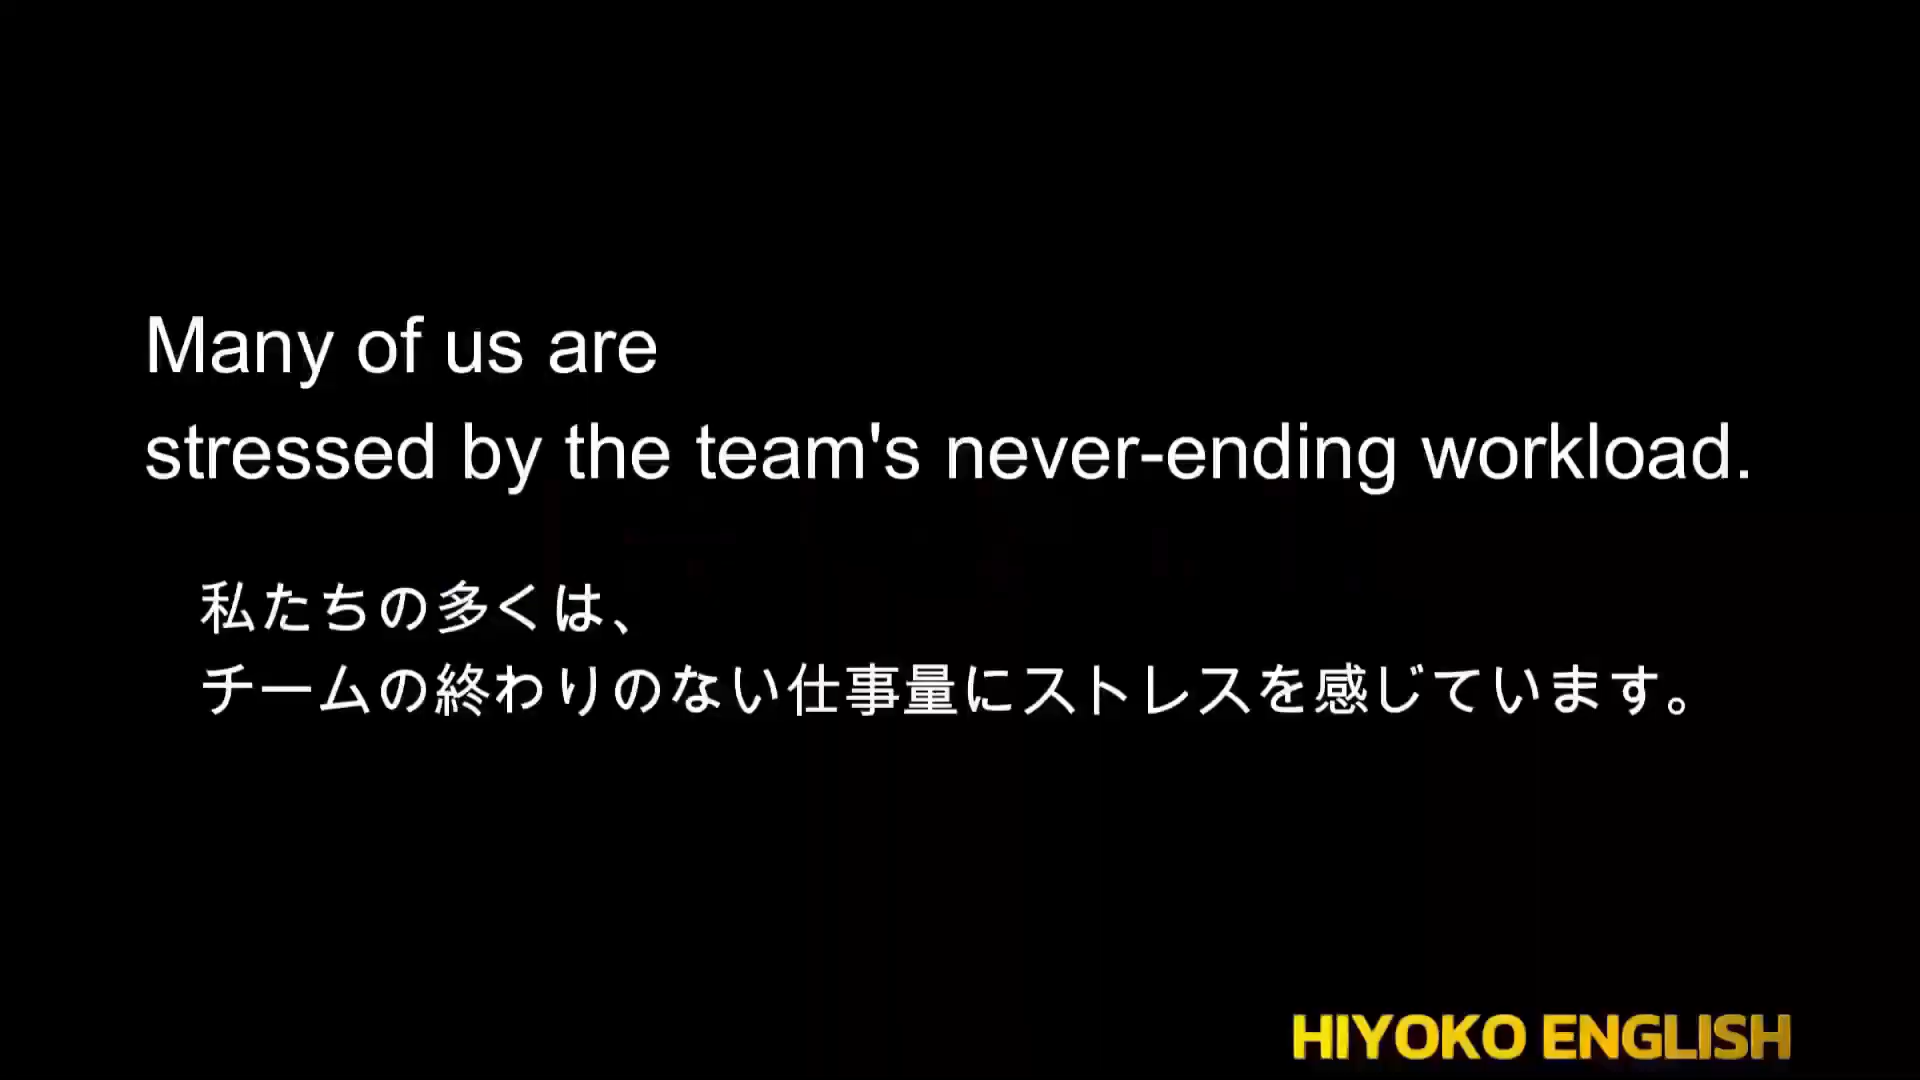 Many of us are
stressed by the team's never-ending workload.
私たちの多くは、
チームの終わりのない仕事量にストレスを感じています。
HIYOKO ENGLISH